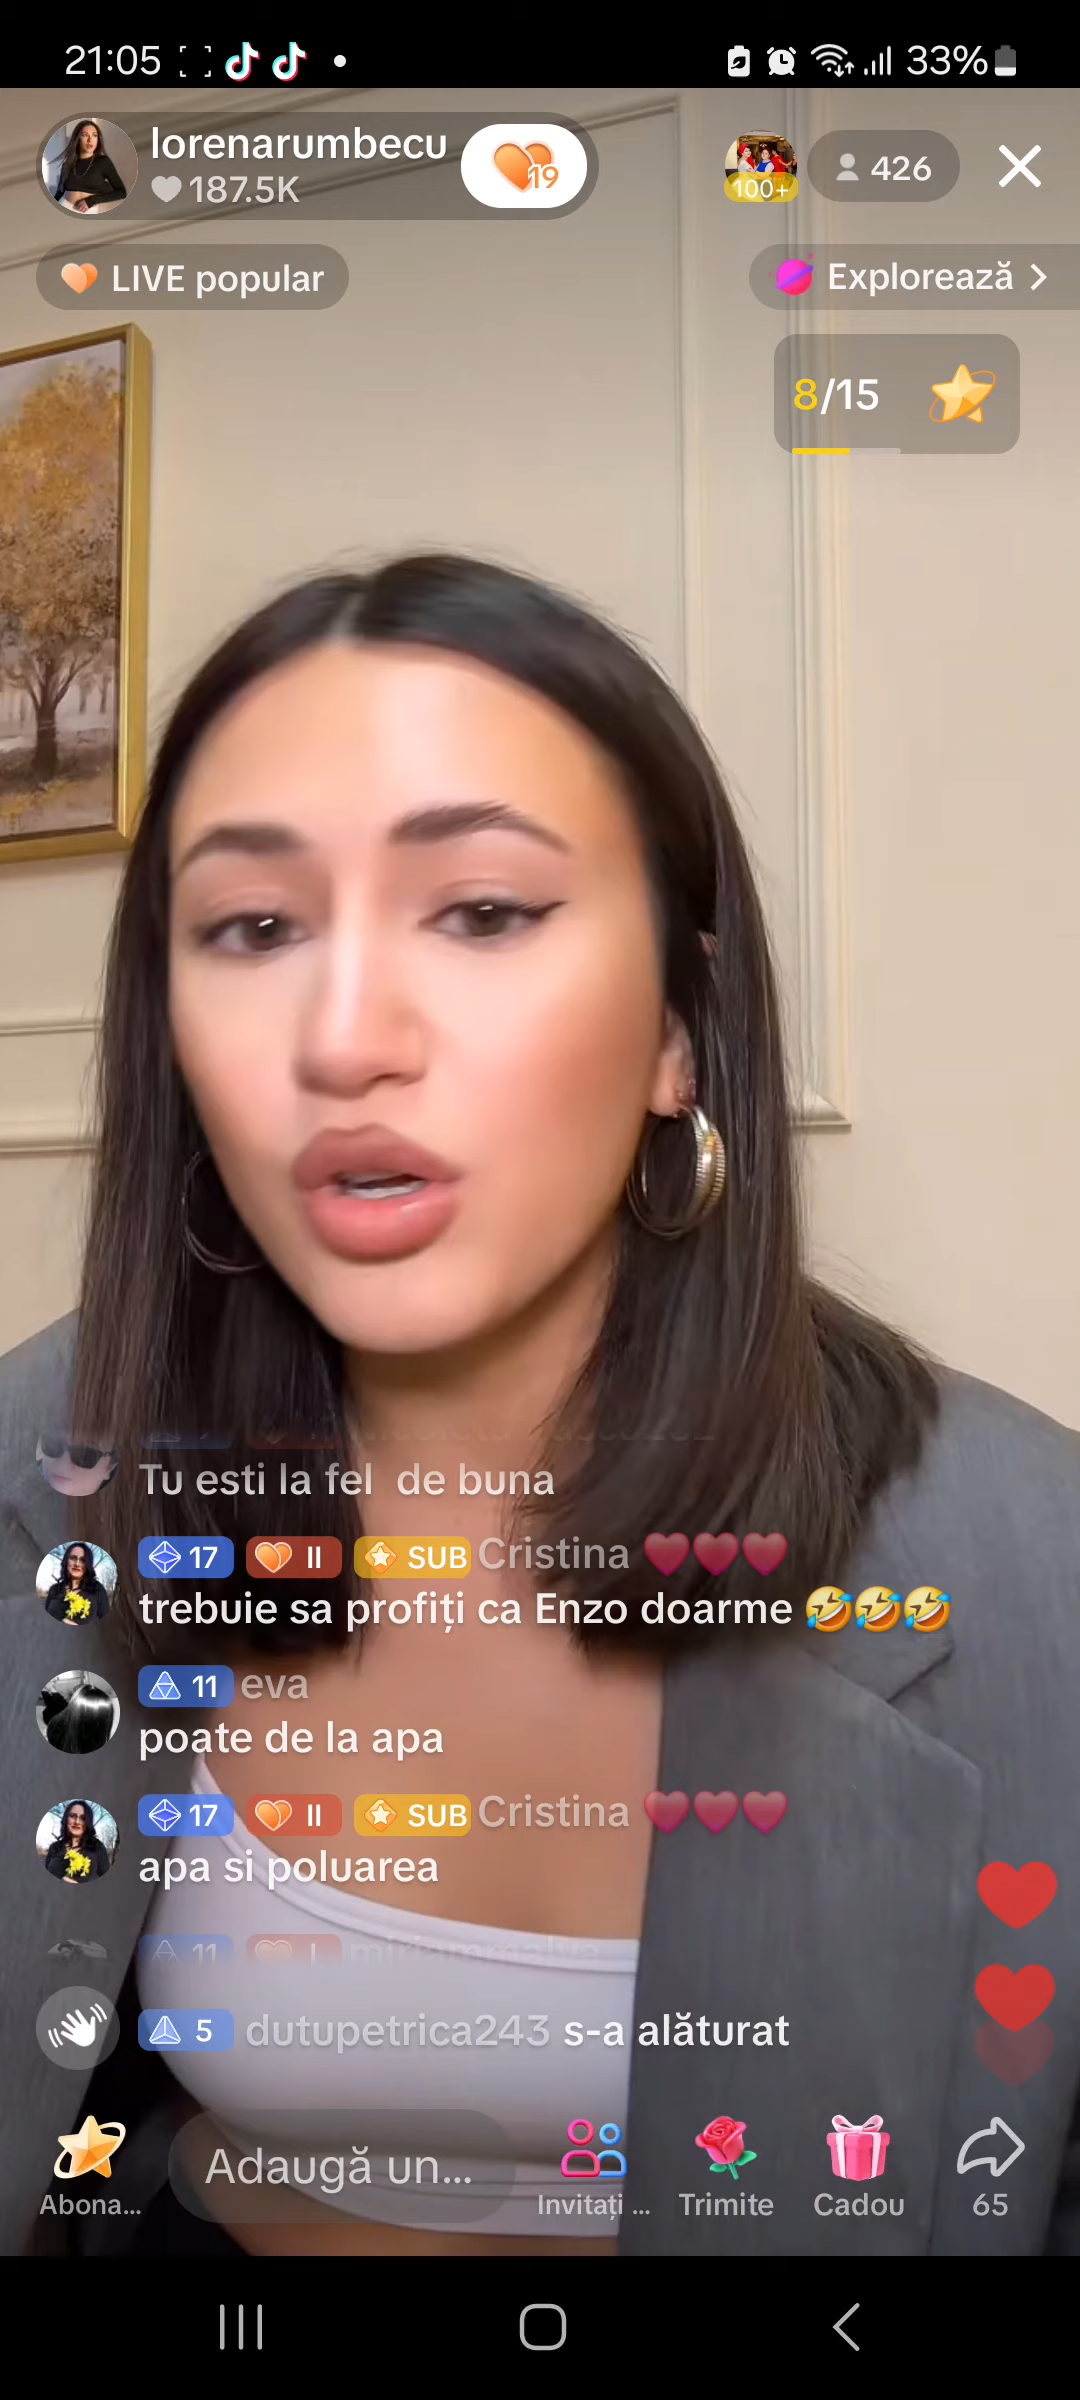 21:05
33%
lorenarumbecu
187.5K
19
100+
426
LIVE popular
Explorează
8/15
Tu esti la fel de buna
17 II SUB Cristina
trebuie sa profiți ca Enzo doarme 🤣🤣🤣
11 eva
poate de la apa
17 II SUB Cristina
apa si poluarea
11 I
5 dutupetrica243 s-a alăturat
Adaugă un...
Abona...
Invitați ...
Trimite
Cadou
65